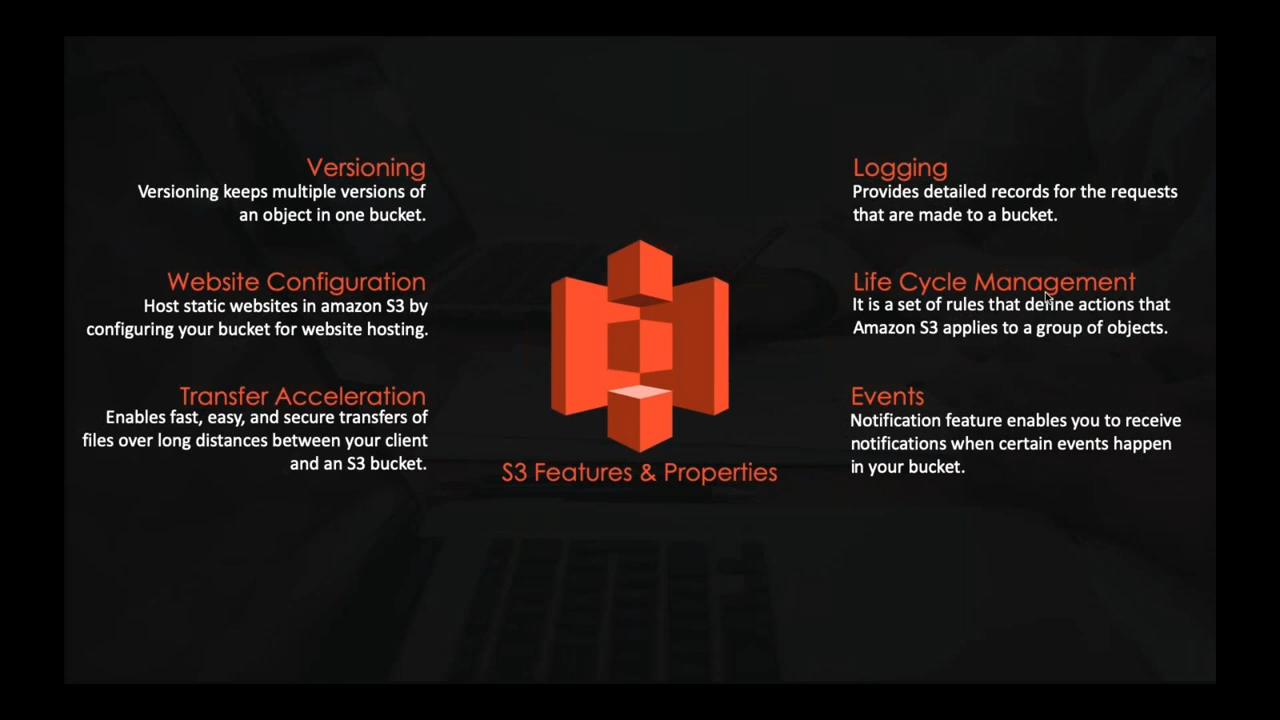 Versioning
Versioning keeps multiple versions of
an object in one bucket.
Website Configuration
Host static websites in amazon S3 by
configuring your bucket for website hosting.
Transfer Acceleration
Enables fast, easy, and secure transfers of
files over long distances between your client
and an S3 bucket.
S3 Features & Properties
Logging
Provides detailed records for the requests
that are made to a bucket.
Life Cycle Management
It is a set of rules that define actions that
Amazon S3 applies to a group of objects.
Events
Notification feature enables you to receive
notifications when certain events happen
in your bucket.